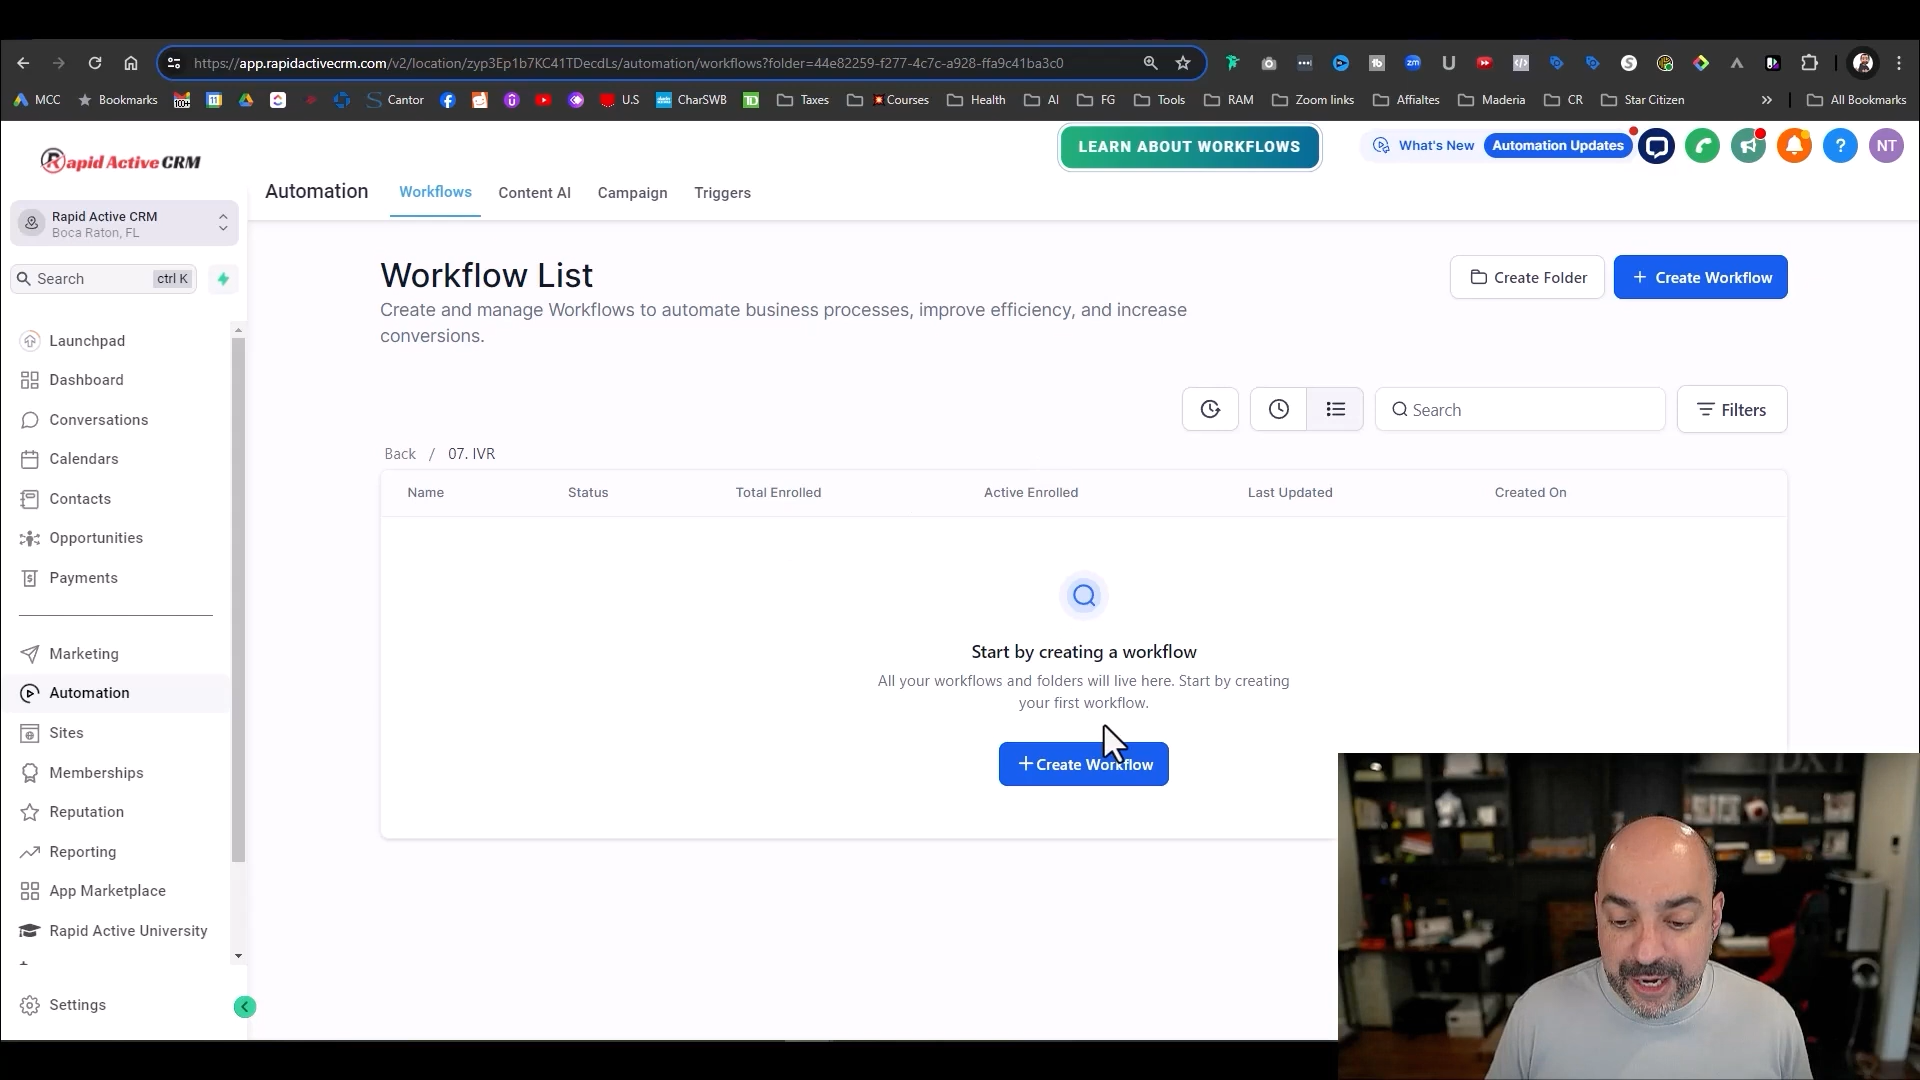 https://app.rapidactivecrm.com/v2/location/zyp3Ep1b7KC41TDecdLs/automation/workflows?folder=44e82259-f277-4c7c-a928-ffa9c41ba3c0
MCC
Bookmarks
Cantor
U.S
CharSWB
Taxes
Courses
Health
AI
FG
Tools
RAM
Zoom links
Affialtes
Maderia
CR
Star Citizen
All Bookmarks
Rapid Active CRM
LEARN ABOUT WORKFLOWS
What's New
Automation Updates
NT
Automation
Workflows
Content AI
Campaign
Triggers
Rapid Active CRM
Boca Raton, FL
Search
ctrl K
Launchpad
Dashboard
Conversations
Calendars
Contacts
Opportunities
Payments
Marketing
Automation
Sites
Memberships
Reputation
Reporting
App Marketplace
Rapid Active University
Settings
Workflow List
Create and manage Workflows to automate business processes, improve efficiency, and increase
conversions.
Create Folder
+ Create Workflow
Search
Filters
Back / 07. IVR
Name
Status
Total Enrolled
Active Enrolled
Last Updated
Created On
Start by creating a workflow
All your workflows and folders will live here. Start by creating
your first workflow.
+ Create Workflow